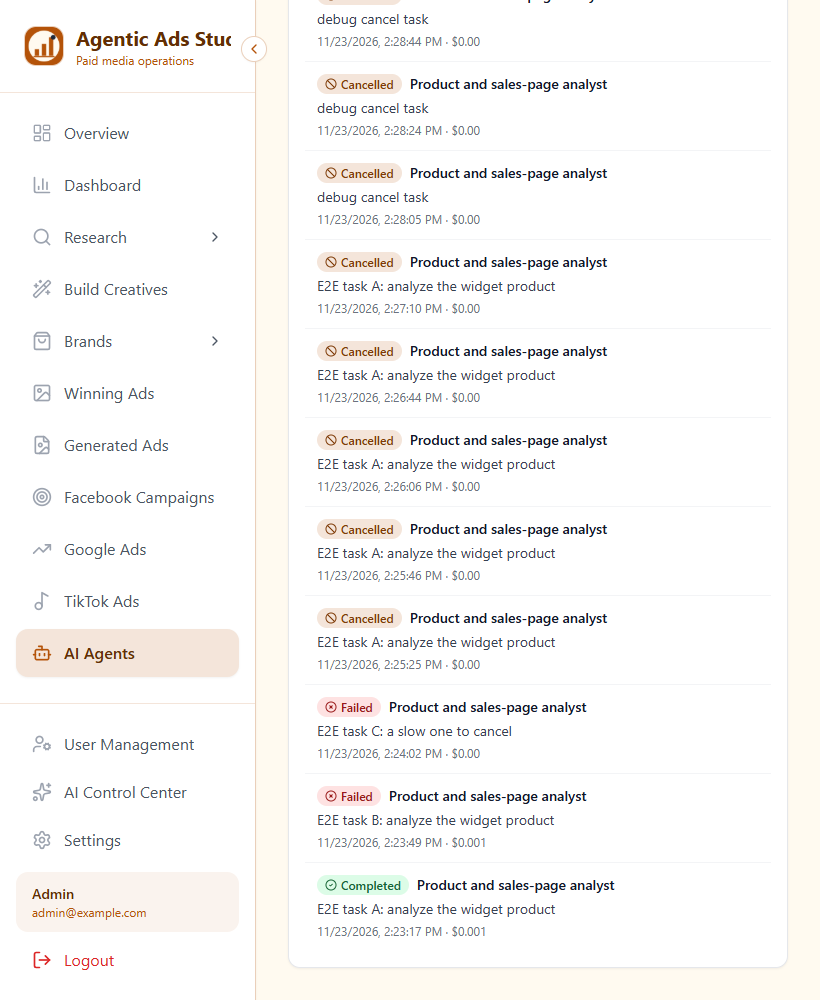 Agentic Ads Stud
Paid media operations
Overview
Dashboard
Research
Build Creatives
Brands
Winning Ads
Generated Ads
Facebook Campaigns
Google Ads
TikTok Ads
AI Agents
User Management
AI Control Center
Settings
Admin
admin@example.com
Logout
debug cancel task
11/23/2026, 2:28:44 PM · $0.00
Cancelled Product and sales-page analyst
debug cancel task
11/23/2026, 2:28:24 PM · $0.00
Cancelled Product and sales-page analyst
debug cancel task
11/23/2026, 2:28:05 PM · $0.00
Cancelled Product and sales-page analyst
E2E task A: analyze the widget product
11/23/2026, 2:27:10 PM · $0.00
Cancelled Product and sales-page analyst
E2E task A: analyze the widget product
11/23/2026, 2:26:44 PM · $0.00
Cancelled Product and sales-page analyst
E2E task A: analyze the widget product
11/23/2026, 2:26:06 PM · $0.00
Cancelled Product and sales-page analyst
E2E task A: analyze the widget product
11/23/2026, 2:25:46 PM · $0.00
Cancelled Product and sales-page analyst
E2E task A: analyze the widget product
11/23/2026, 2:25:25 PM · $0.00
Failed Product and sales-page analyst
E2E task C: a slow one to cancel
11/23/2026, 2:24:02 PM · $0.00
Failed Product and sales-page analyst
E2E task B: analyze the widget product
11/23/2026, 2:23:49 PM · $0.001
Completed Product and sales-page analyst
E2E task A: analyze the widget product
11/23/2026, 2:23:17 PM · $0.001